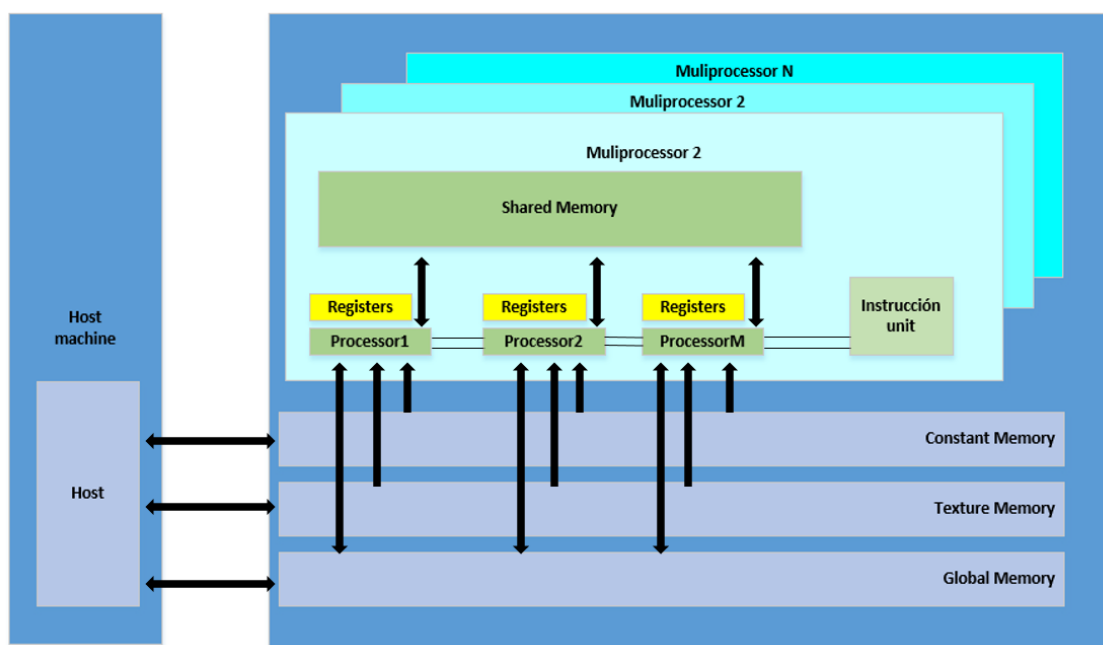 Muliprocessor N
Muliprocessor 2
Muliprocessor 2
Shared Memory
Registers
Registers
Registers
Instrucción
unit
Processor1
Processor2
ProcessorM
Host
machine
Host
Constant Memory
Texture Memory
Global Memory